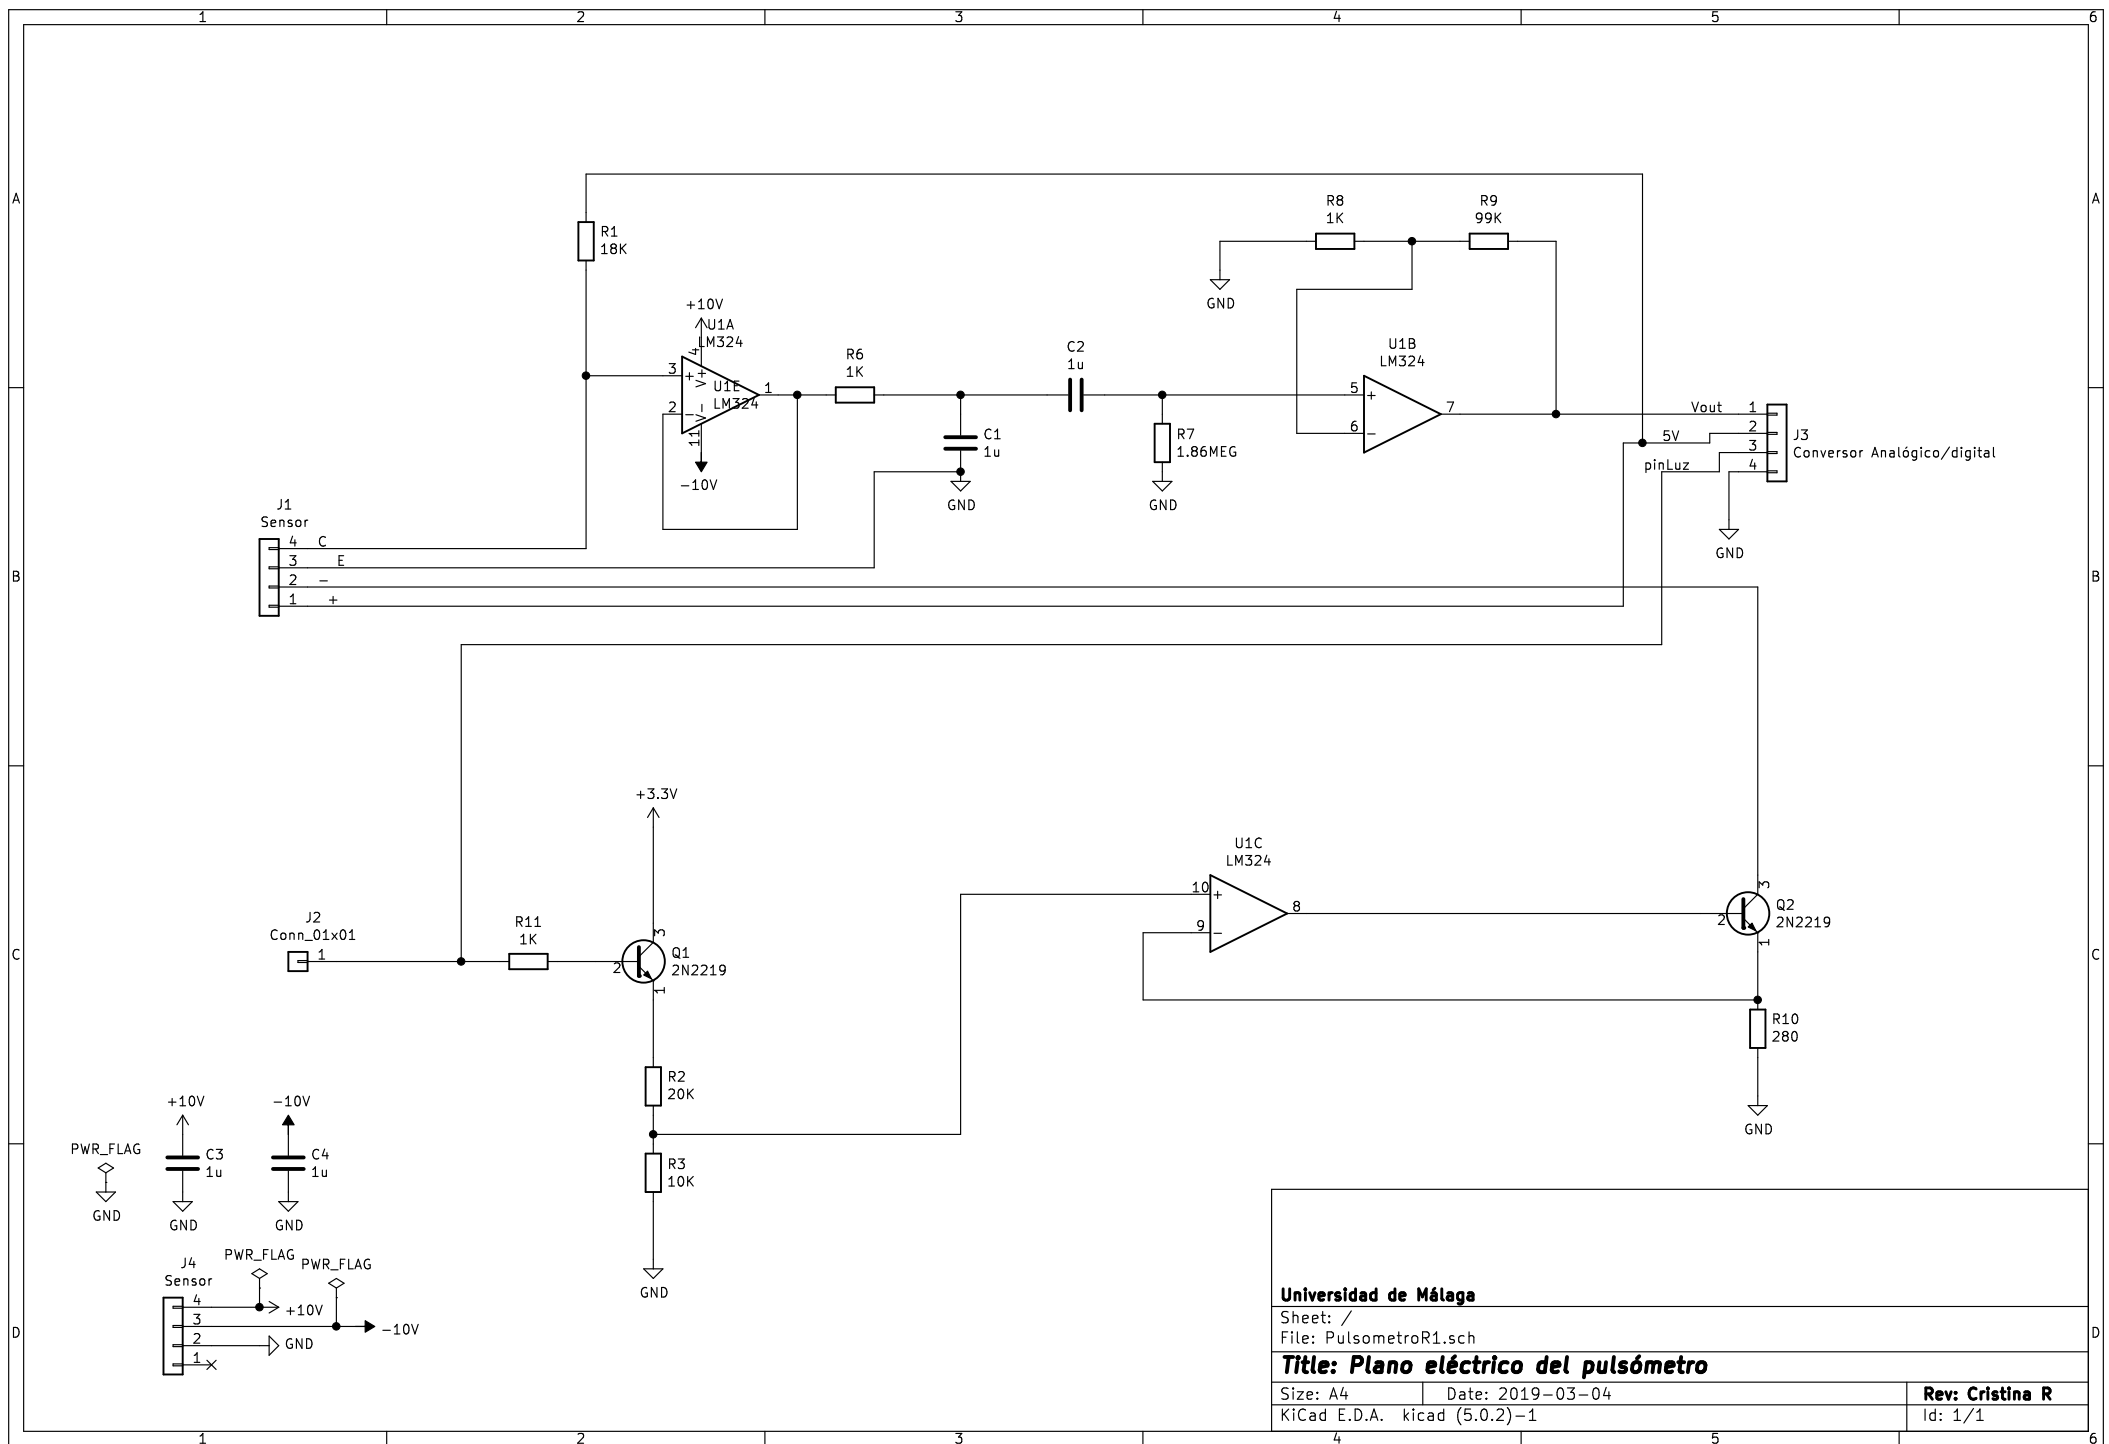 1 2 3 4 5 6
A A
R1
18K
R8
1K
R9
99K
GND
+10V
U1A
LM324
4
V+
3
+
2
-
U1E
LM324
V-
11
1
-10V
R6
1K
C2
1u
C1
1u
GND
R7
1.86MEG
GND
U1B
LM324
5
+
6
-
7
Vout 1
5V 2
3
pinLuz 4
J3
Conversor Analógico/digital
GND
J1
Sensor
4 C
3 E
2 -
1 +
B B
+3.3V
J2
Conn_01x01
1
R11
1K
2
3
1
Q1
2N2219
R2
20K
R3
10K
GND
U1C
LM324
10
+
9
-
8
2
3
1
Q2
2N2219
R10
280
GND
C C
PWR_FLAG
GND
+10V
C3
1u
GND
-10V
C4
1u
GND
J4
Sensor
PWR_FLAG
PWR_FLAG
4
+10V
3
-10V
2
GND
1
D D
Universidad de Málaga
Sheet: /
File: PulsometroR1.sch
Title: Plano eléctrico del pulsómetro
Size: A4 Date: 2019-03-04 Rev: Cristina R
KiCad E.D.A. kicad (5.0.2)-1 Id: 1/1
1 2 3 4 5 6